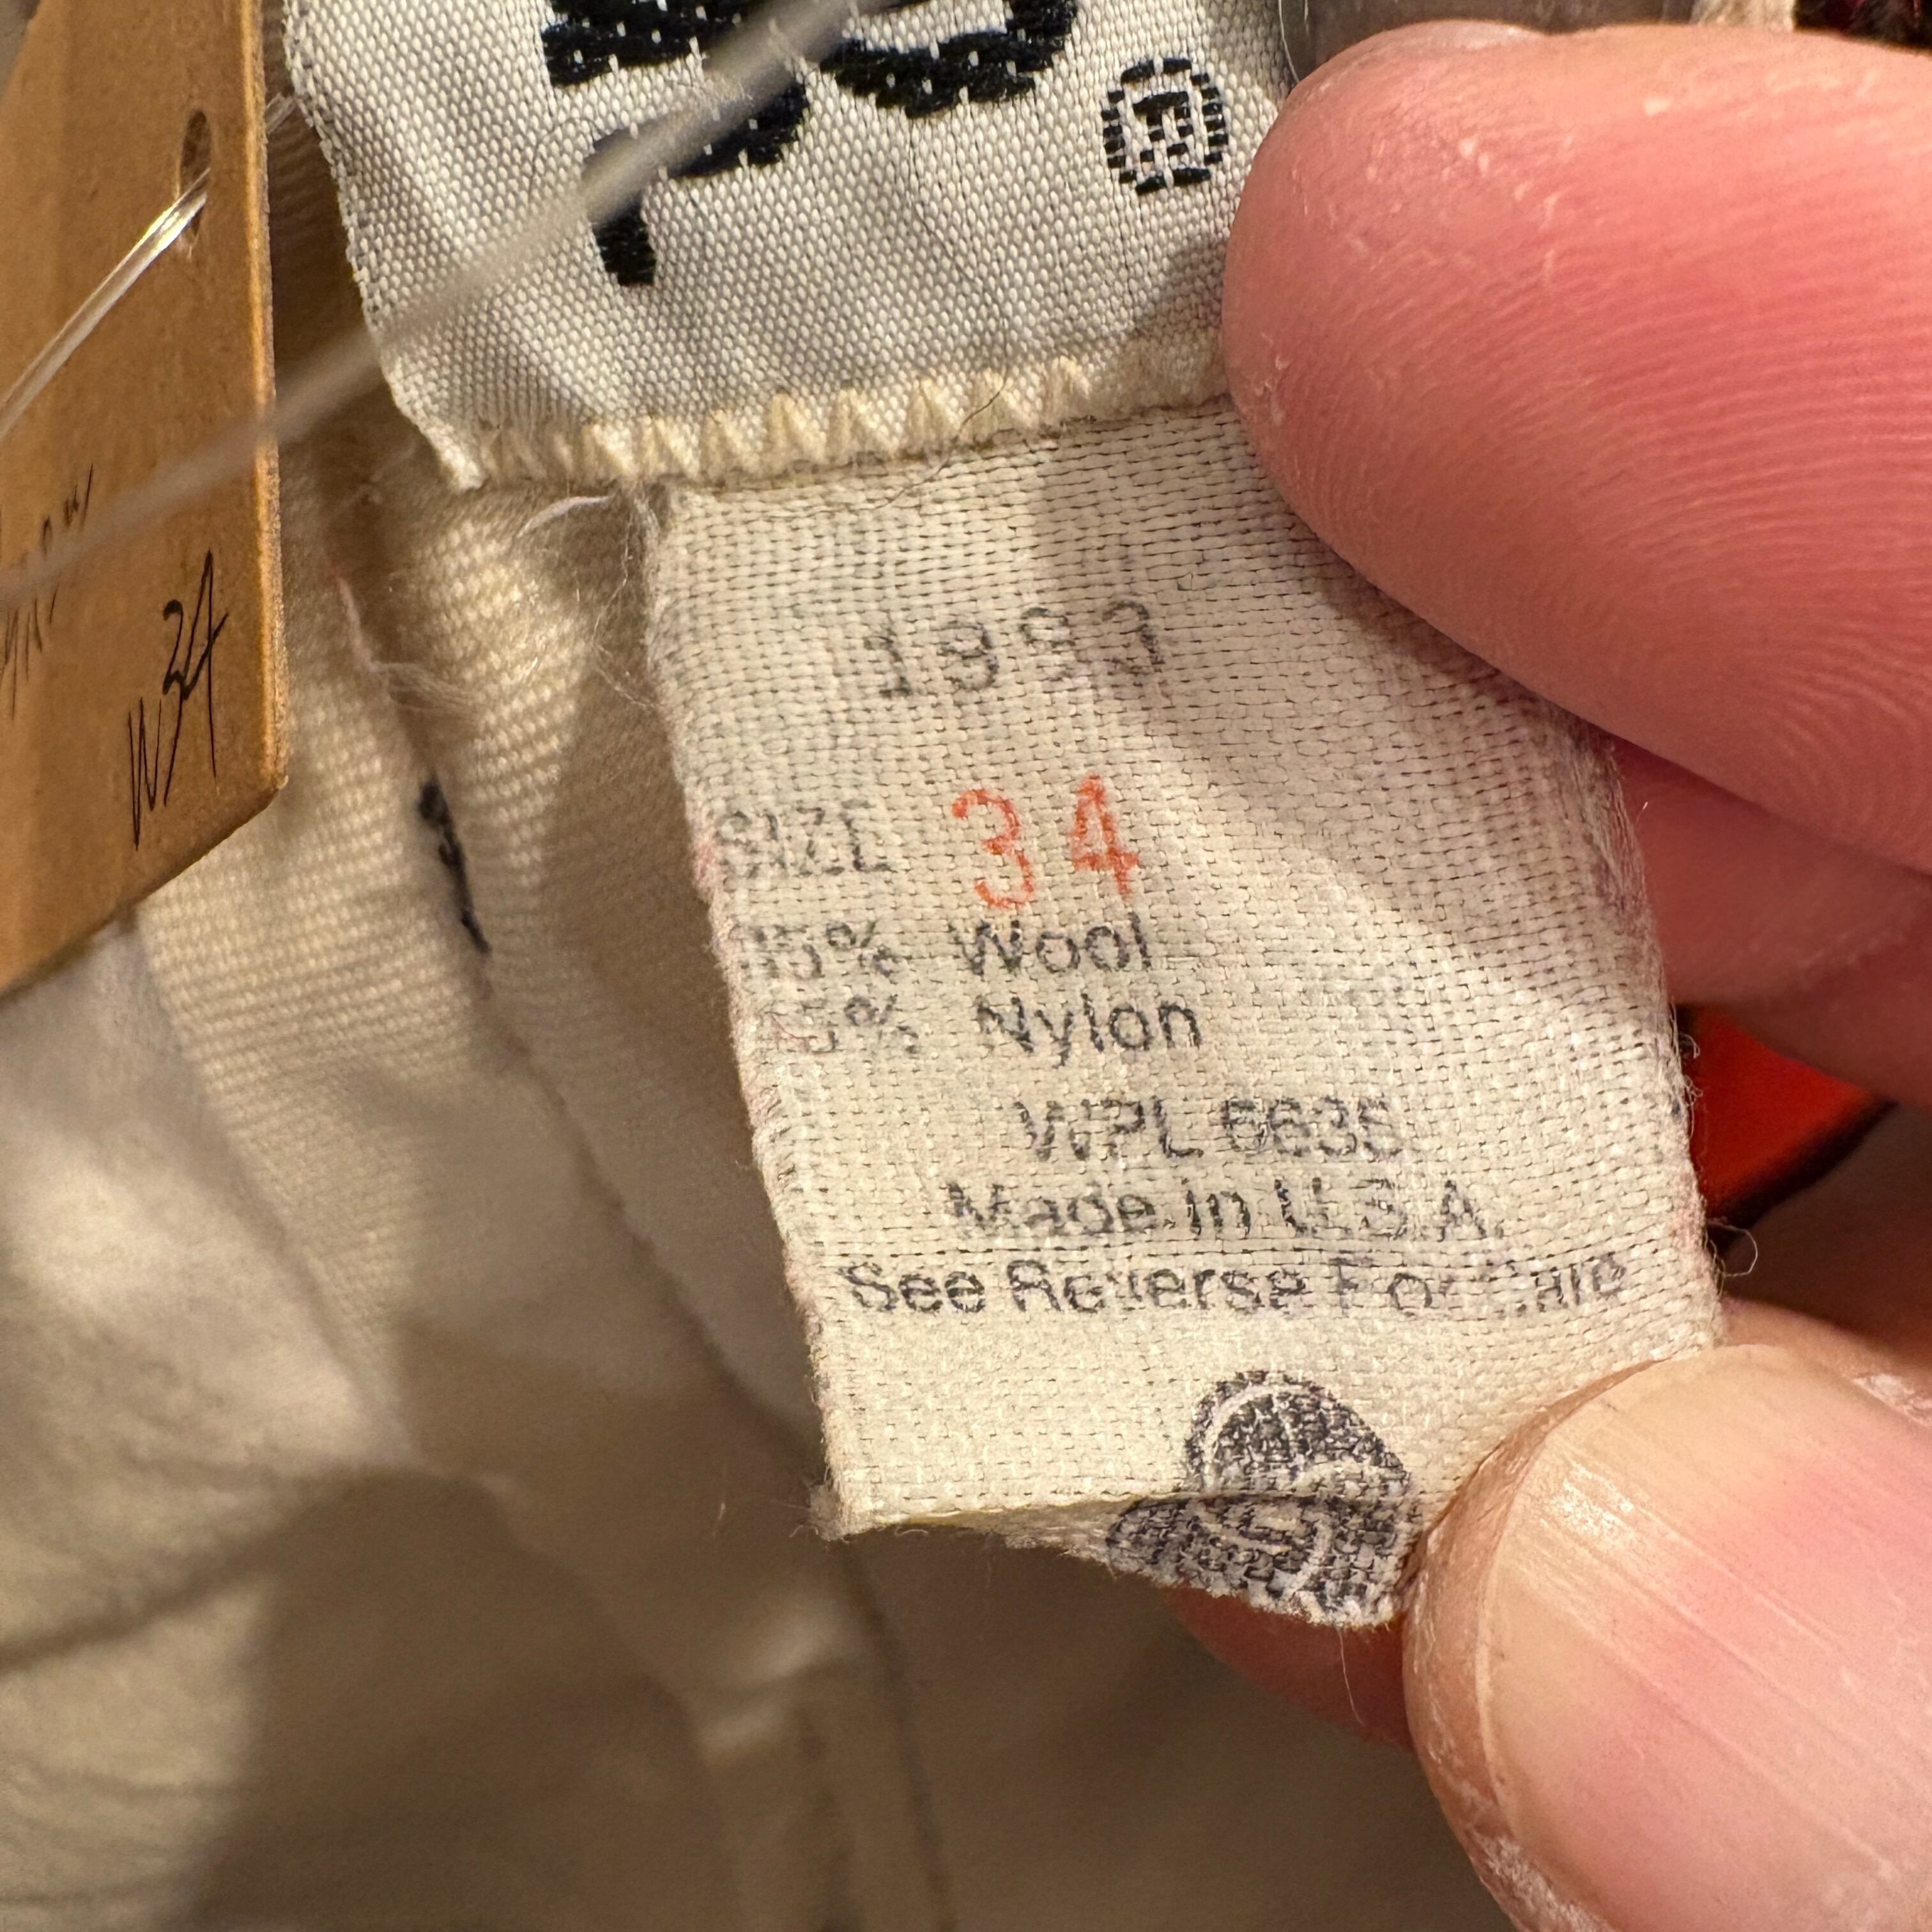 ®
W34
1993
SIZE 34
% Wool
% Nylon
WPL 6635
Made in U.S.A.
See Reverse For Care